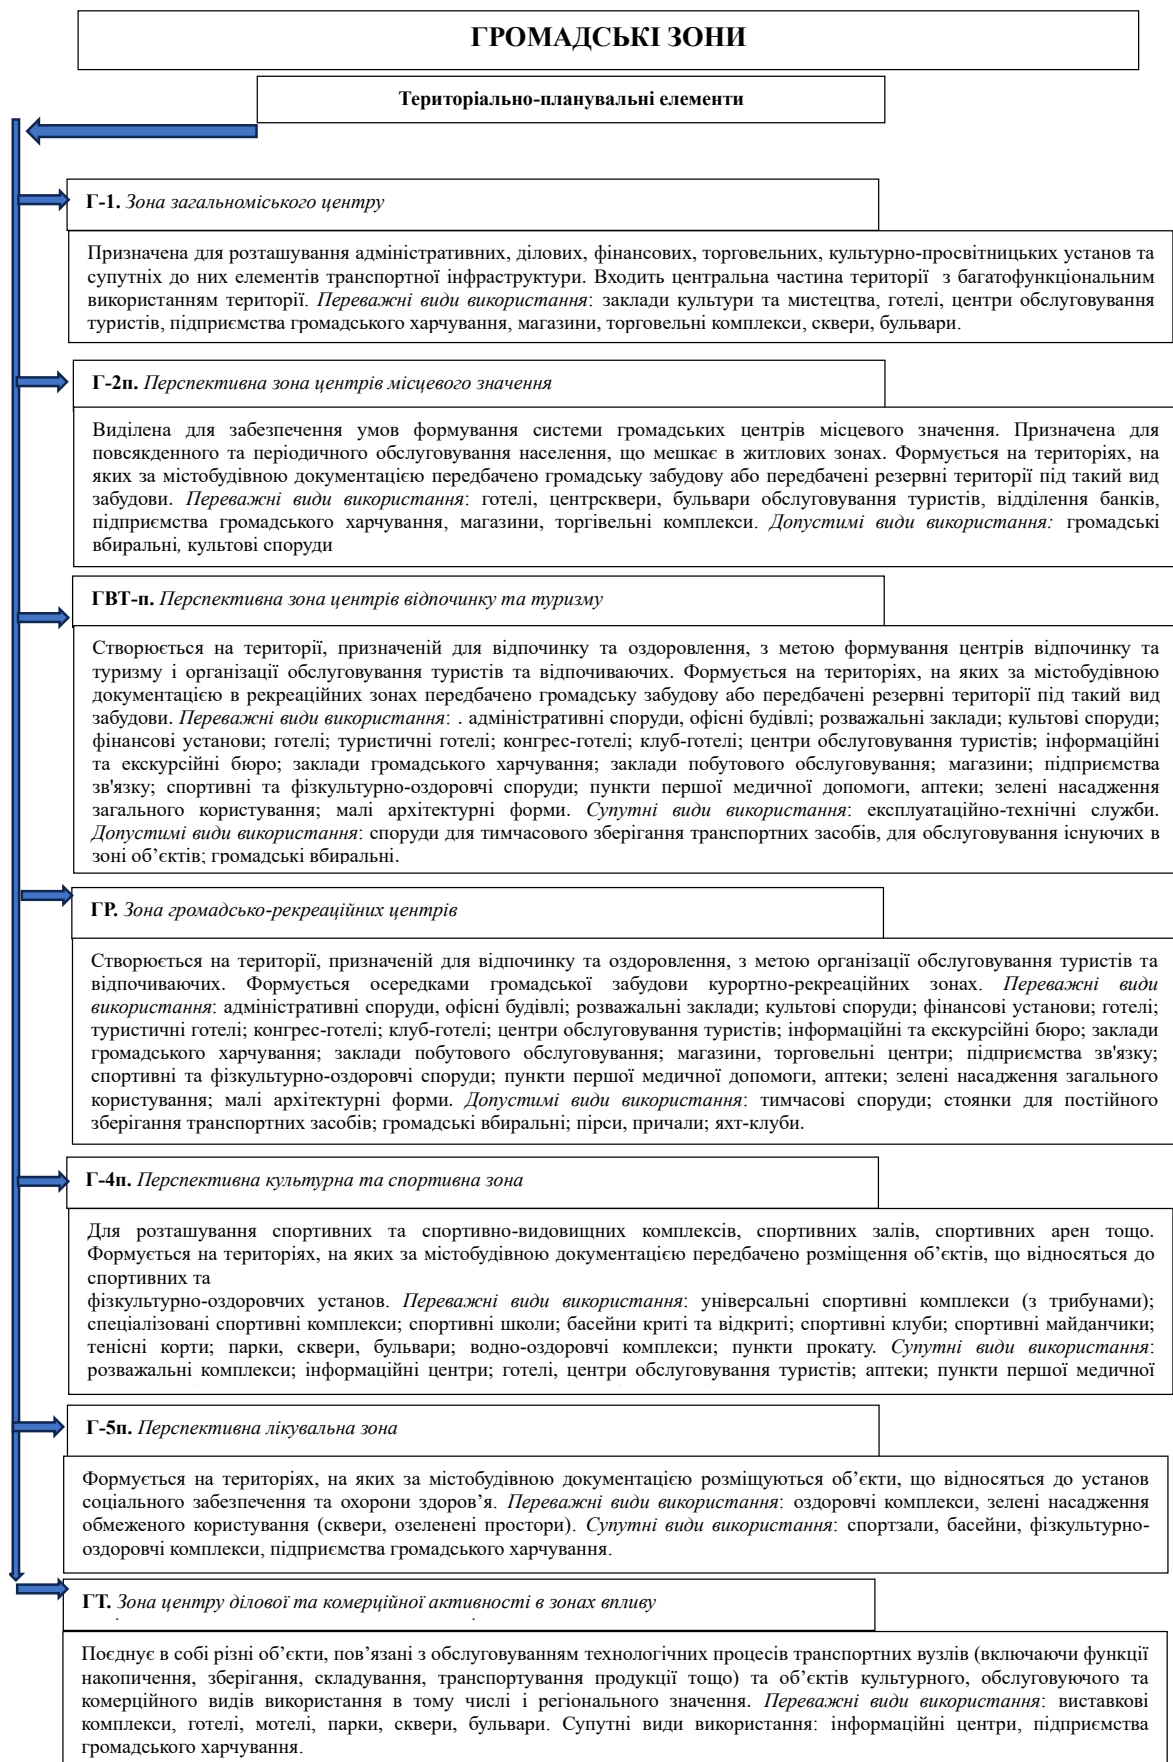 ГРОМАДСЬКІ ЗОНИ
Територіально-планувальні елементи
Г-1. Зона загальноміського центру
Призначена для розташування адміністративних, ділових, фінансових, торговельних, культурно-просвітницьких установ та
супутніх до них елементів транспортної інфраструктури. Входить центральна частина території з багатофункціональним
використанням території. Переважні види використання: заклади культури та мистецтва, готелі, центри обслуговування
туристів, підприємства громадського харчування, магазини, торговельні комплекси, сквери, бульвари.
Г-2п. Перспективна зона центрів місцевого значення
Виділена для забезпечення умов формування системи громадських центрів місцевого значення. Призначена для
повсякденного та періодичного обслуговування населення, що мешкає в житлових зонах. Формується на територіях, на
яких за містобудівною документацією передбачено громадську забудову або передбачені резервні території під такий вид
забудови. Переважні види використання: готелі, центрсквери, бульвари обслуговування туристів, відділення банків,
підприємства громадського харчування, магазини, торгівельні комплекси. Допустимі види використання: громадські
вбиральні, культові споруди
ГВТ-п. Перспективна зона центрів відпочинку та туризму
Створюється на території, призначеній для відпочинку та оздоровлення, з метою формування центрів відпочинку та
туризму і організації обслуговування туристів та відпочиваючих. Формується на територіях, на яких за містобудівною
документацією в рекреаційних зонах передбачено громадську забудову або передбачені резервні території під такий вид
забудови. Переважні види використання: . адміністративні споруди, офісні будівлі; розважальні заклади; культові споруди;
фінансові установи; готелі; туристичні готелі; конгрес-готелі; клуб-готелі; центри обслуговування туристів; інформаційні
та екскурсійні бюро; заклади громадського харчування; заклади побутового обслуговування; магазини; підприємства
зв'язку; спортивні та фізкультурно-оздоровчі споруди; пункти першої медичної допомоги, аптеки; зелені насадження
загального користування; малі архітектурні форми. Супутні види використання: експлуатаційно-технічні служби.
Допустимі види використання: споруди для тимчасового зберігання транспортних засобів, для обслуговування існуючих в
зоні об’єктів; громадські вбиральні.
ГР. Зона громадсько-рекреаційних центрів
Створюється на території, призначеній для відпочинку та оздоровлення, з метою організації обслуговування туристів та
відпочиваючих. Формується осередками громадської забудови курортно-рекреаційних зонах. Переважні види
використання: адміністративні споруди, офісні будівлі; розважальні заклади; культові споруди; фінансові установи; готелі;
туристичні готелі; конгрес-готелі; клуб-готелі; центри обслуговування туристів; інформаційні та екскурсійні бюро; заклади
громадського харчування; заклади побутового обслуговування; магазини, торговельні центри; підприємства зв'язку;
спортивні та фізкультурно-оздоровчі споруди; пункти першої медичної допомоги, аптеки; зелені насадження загального
користування; малі архітектурні форми. Допустимі види використання: тимчасові споруди; стоянки для постійного
зберігання транспортних засобів; громадські вбиральні; пірси, причали; яхт-клуби.
Г-4п. Перспективна культурна та спортивна зона
Для розташування спортивних та спортивно-видовищних комплексів, спортивних залів, спортивних арен тощо.
Формується на територіях, на яких за містобудівною документацією передбачено розміщення об’єктів, що відносяться до
спортивних та
фізкультурно-оздоровчих установ. Переважні види використання: універсальні спортивні комплекси (з трибунами);
спеціалізовані спортивні комплекси; спортивні школи; басейни криті та відкриті; спортивні клуби; спортивні майданчики;
тенісні корти; парки, сквери, бульвари; водно-оздоровчі комплекси; пункти прокату. Супутні види використання:
розважальні комплекси; інформаційні центри; готелі, центри обслуговування туристів; аптеки; пункти першої медичної
Г-5п. Перспективна лікувальна зона
Формується на територіях, на яких за містобудівною документацією розміщуються об’єкти, що відносяться до установ
соціального забезпечення та охорони здоров’я. Переважні види використання: оздоровчі комплекси, зелені насадження
обмеженого користування (сквери, озеленені простори). Супутні види використання: спортзали, басейни, фізкультурно-
оздоровчі комплекси, підприємства громадського харчування.
ГТ. Зона центру ділової та комерційної активності в зонах впливу
Поєднує в собі різні об’єкти, пов’язані з обслуговуванням технологічних процесів транспортних вузлів (включаючи функції
накопичення, зберігання, складування, транспортування продукції тощо) та об’єктів культурного, обслуговуючого та
комерційного видів використання в тому числі і регіонального значення. Переважні види використання: виставкові
комплекси, готелі, мотелі, парки, сквери, бульвари. Супутні види використання: інформаційні центри, підприємства
громадського харчування.